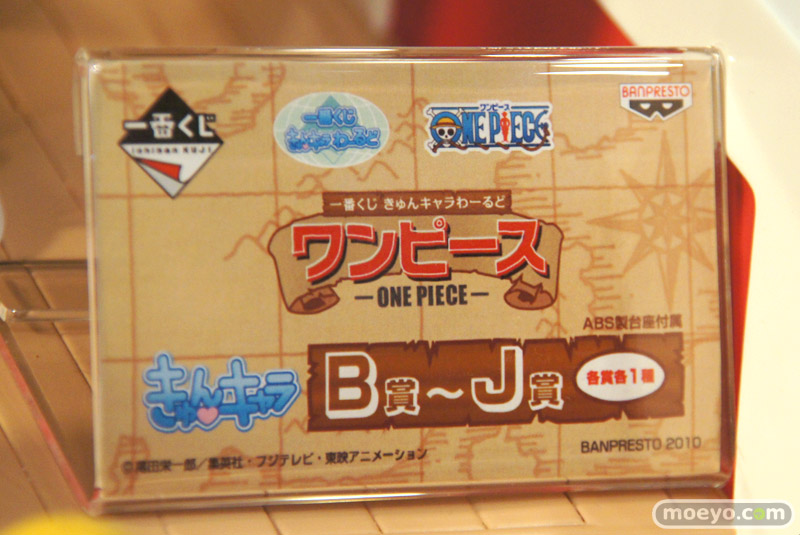 一番くじ
ichiban KUJI
一番くじ
きゅんキャラわーるど
ワンピース
ONE PIECE
BANPRESTO
一番くじ きゅんキャラわーるど
ワンピース
ONE PIECE
ABS製台座付属
きゅんキャラ
B賞〜J賞
各賞各1種
©尾田栄一郎/集英社・フジテレビ・東映アニメーション
BANPRESTO 2010
moeyo.com